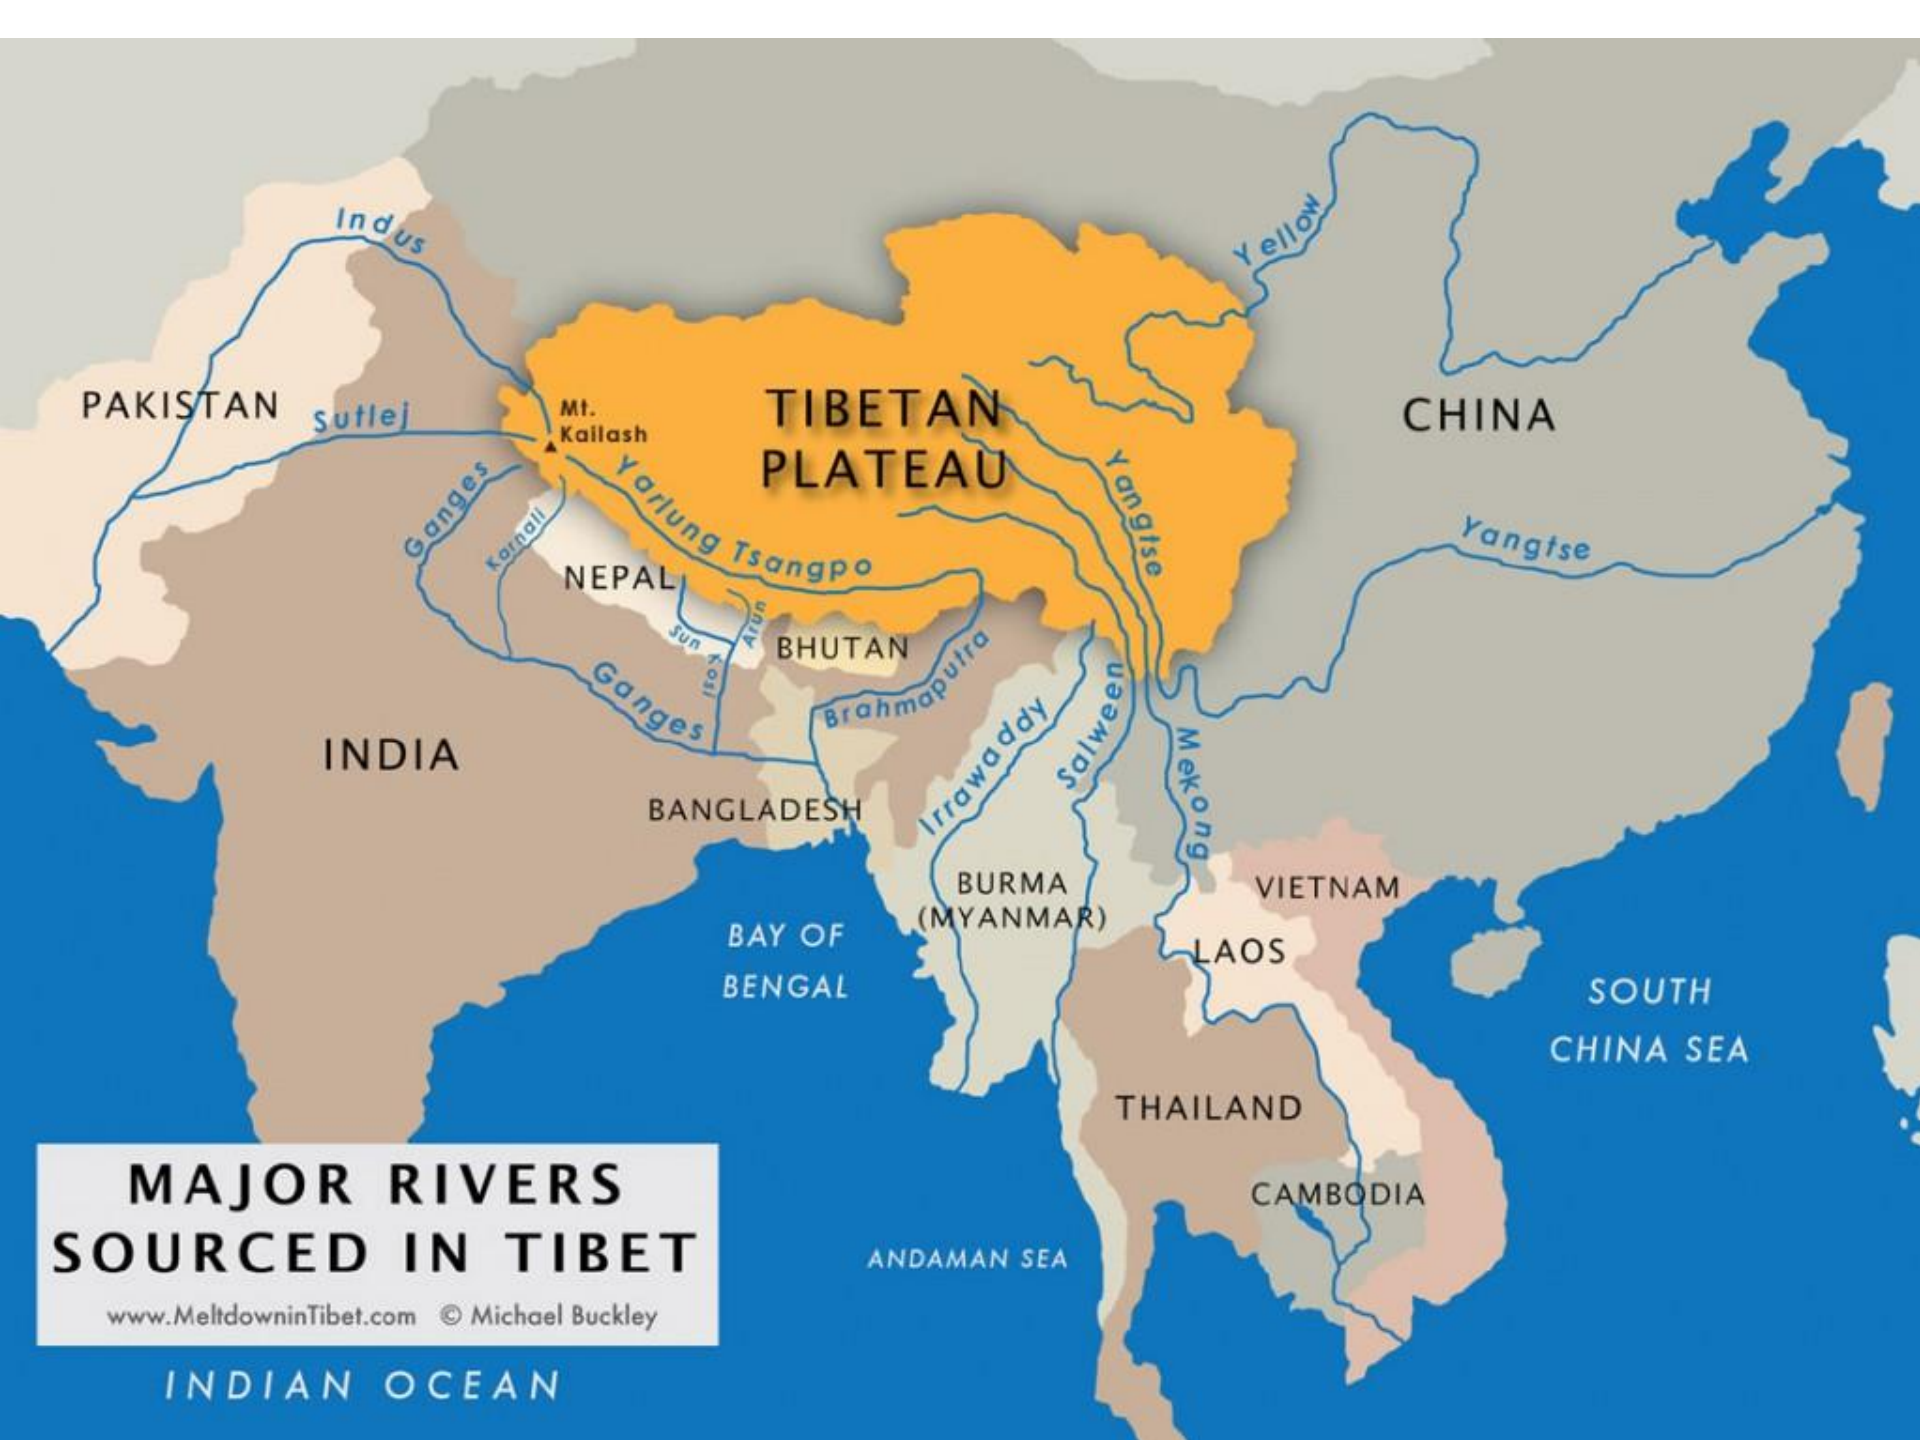 Indus
Yellow
PAKISTAN
Sutlej
Mt.
Kailash
TIBETAN
PLATEAU
CHINA
Ganges
Karnali
Yarlung Tsangpo
Yangtse
Yangtse
NEPAL
Sun Kosi
Arun
BHUTAN
Brahmaputra
Ganges
INDIA
BANGLADESH
Irrawaddy
Salween
Mekong
BURMA
(MYANMAR)
VIETNAM
LAOS
BAY OF
BENGAL
SOUTH
CHINA SEA
THAILAND
CAMBODIA
ANDAMAN SEA
MAJOR RIVERS
SOURCED IN TIBET
www.MeltdowninTibet.com © Michael Buckley
INDIAN OCEAN